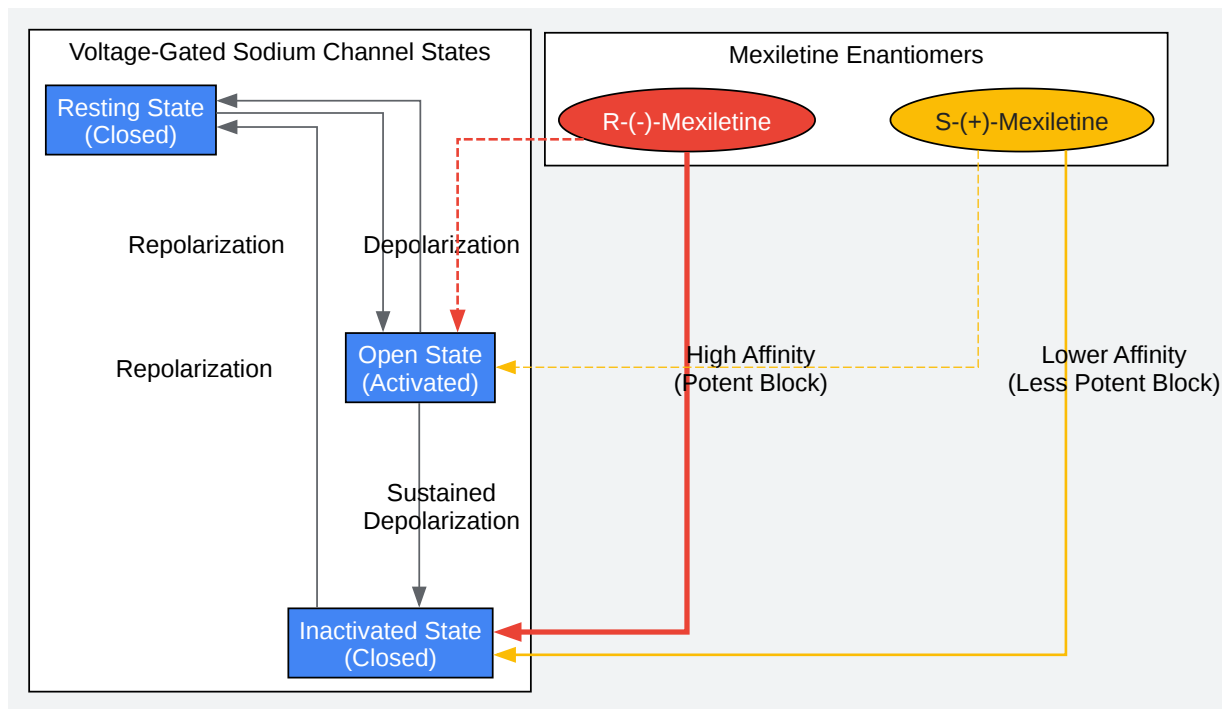 Voltage-Gated Sodium Channel States
Mexiletine Enantiomers
Resting State
(Closed)
R-(-)-Mexiletine
S-(+)-Mexiletine
Repolarization
Depolarization
Repolarization
Open State
(Activated)
High Affinity
(Potent Block)
Lower Affinity
(Less Potent Block)
Sustained
Depolarization
Inactivated State
(Closed)